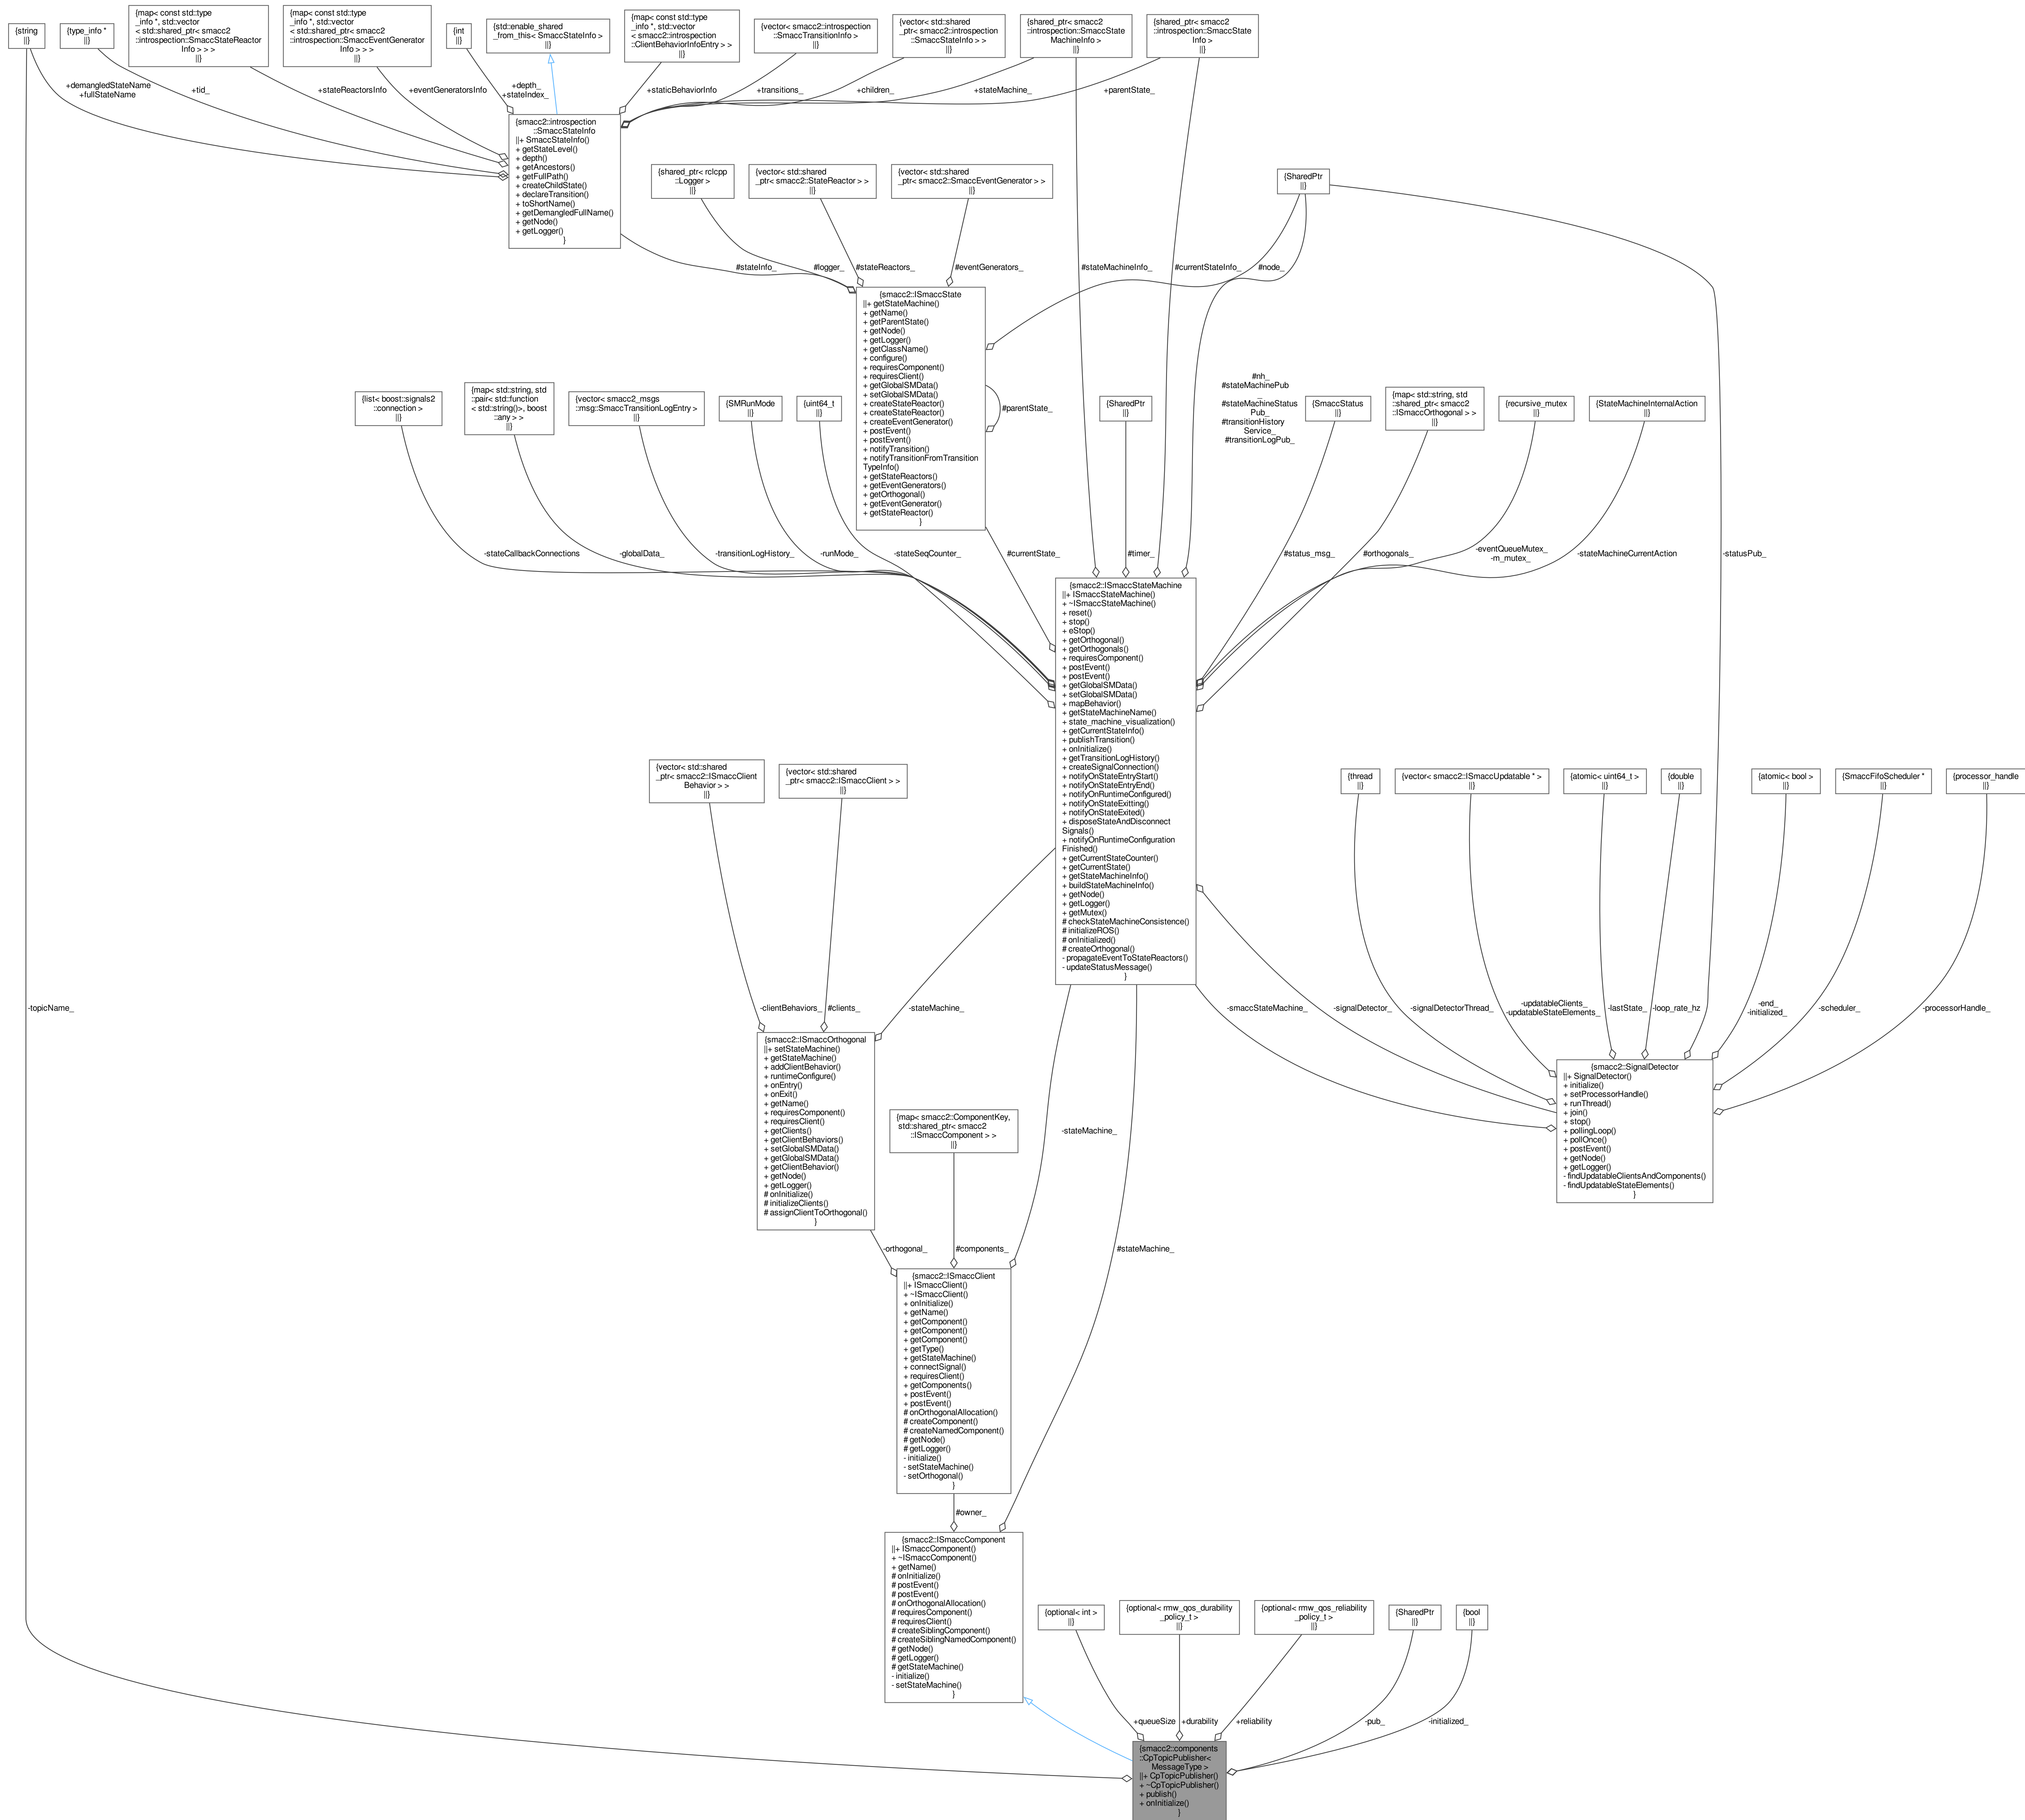 {string
||}
{type_info *
||}
{map< const std::type
_info *, std::vector
< std::shared_ptr< smacc2
::introspection::SmaccStateReactor
Info > > >
||}
{map< const std::type
_info *, std::vector
< std::shared_ptr< smacc2
::introspection::SmaccEventGenerator
Info > > >
||}
{int
||}
{std::enable_shared
_from_this< SmaccStateInfo >
||}
{map< const std::type
_info *, std::vector
< smacc2::introspection
::ClientBehaviorInfoEntry > >
||}
{vector< smacc2::introspection
::SmaccTransitionInfo >
||}
{vector< std::shared
_ptr< smacc2::introspection
::SmaccStateInfo > >
||}
{shared_ptr< smacc2
::introspection::SmaccState
MachineInfo >
||}
{shared_ptr< smacc2
::introspection::SmaccState
Info >
||}
+demangledStateName
+fullStateName
+tid_
+stateReactorsInfo
+eventGeneratorsInfo
+depth_
+stateIndex_
+staticBehaviorInfo
+transitions_
+children_
+stateMachine_
+parentState_
{smacc2::introspection
::SmaccStateInfo
||+ SmaccStateInfo()
+ getStateLevel()
+ depth()
+ getAncestors()
+ getFullPath()
+ createChildState()
+ declareTransition()
+ toShortName()
+ getDemangledFullName()
+ getNode()
+ getLogger()
}
{shared_ptr< rclcpp
::Logger >
||}
{vector< std::shared
_ptr< smacc2::StateReactor > >
||}
{vector< std::shared
_ptr< smacc2::SmaccEventGenerator > >
||}
{SharedPtr
||}
#stateInfo_
#logger_
#stateReactors_
#eventGenerators_
#stateMachineInfo_
#currentStateInfo_
#node_
{smacc2::ISmaccState
||+ getStateMachine()
+ getName()
+ getParentState()
+ getNode()
+ getLogger()
+ getClassName()
+ configure()
+ requiresComponent()
+ requiresClient()
+ getGlobalSMData()
+ setGlobalSMData()
+ createStateReactor()
+ createStateReactor()
+ createEventGenerator()
+ postEvent()
+ postEvent()
+ notifyTransition()
+ notifyTransitionFromTransition
TypeInfo()
+ getStateReactors()
+ getEventGenerators()
+ getOrthogonal()
+ getEventGenerator()
+ getStateReactor()
}
#parentState_
{list< boost::signals2
::connection >
||}
{map< std::string, std
::pair< std::function
< std::string()>, boost
::any > >
||}
{vector< smacc2_msgs
::msg::SmaccTransitionLogEntry >
||}
{SMRunMode
||}
{uint64_t
||}
{SharedPtr
||}
#nh_
#stateMachinePub
_
#stateMachineStatus
Pub_
#transitionHistory
Service_
#transitionLogPub_
{SmaccStatus
||}
{map< std::string, std
::shared_ptr< smacc2
::ISmaccOrthogonal > >
||}
{recursive_mutex
||}
{StateMachineInternalAction
||}
-stateCallbackConnections
-globalData_
-transitionLogHistory_
-runMode_
-stateSeqCounter_
#currentState_
#timer_
#status_msg_
#orthogonals_
-eventQueueMutex_
-m_mutex_
-stateMachineCurrentAction
-statusPub_
{smacc2::ISmaccStateMachine
||+ ISmaccStateMachine()
+ ~ISmaccStateMachine()
+ reset()
+ stop()
+ eStop()
+ getOrthogonal()
+ getOrthogonals()
+ requiresComponent()
+ postEvent()
+ postEvent()
+ getGlobalSMData()
+ setGlobalSMData()
+ mapBehavior()
+ getStateMachineName()
+ state_machine_visualization()
+ getCurrentStateInfo()
+ publishTransition()
+ onInitialize()
+ getTransitionLogHistory()
+ createSignalConnection()
+ notifyOnStateEntryStart()
+ notifyOnStateEntryEnd()
+ notifyOnRuntimeConfigured()
+ notifyOnStateExitting()
+ notifyOnStateExited()
+ disposeStateAndDisconnect
Signals()
+ notifyOnRuntimeConfiguration
Finished()
+ getCurrentStateCounter()
+ getCurrentState()
+ getStateMachineInfo()
+ buildStateMachineInfo()
+ getNode()
+ getLogger()
+ getMutex()
# checkStateMachineConsistence()
# initializeROS()
# onInitialized()
# createOrthogonal()
- propagateEventToStateReactors()
- updateStatusMessage()
}
{vector< std::shared
_ptr< smacc2::ISmaccClient
Behavior > >
||}
{vector< std::shared
_ptr< smacc2::ISmaccClient > >
||}
{thread
||}
{vector< smacc2::ISmaccUpdatable * >
||}
{atomic< uint64_t >
||}
{double
||}
{atomic< bool >
||}
{SmaccFifoScheduler *
||}
{processor_handle
||}
-topicName_
-clientBehaviors_
#clients_
-stateMachine_
-smaccStateMachine_
-signalDetector_
-signalDetectorThread_
-updatableClients_
-updatableStateElements_
-lastState_
-loop_rate_hz
-end_
-initialized_
-scheduler_
-processorHandle_
{smacc2::ISmaccOrthogonal
||+ setStateMachine()
+ getStateMachine()
+ addClientBehavior()
+ runtimeConfigure()
+ onEntry()
+ onExit()
+ getName()
+ requiresComponent()
+ requiresClient()
+ getClients()
+ getClientBehaviors()
+ setGlobalSMData()
+ getGlobalSMData()
+ getClientBehavior()
+ getNode()
+ getLogger()
# onInitialize()
# initializeClients()
# assignClientToOrthogonal()
}
{smacc2::SignalDetector
||+ SignalDetector()
+ initialize()
+ setProcessorHandle()
+ runThread()
+ join()
+ stop()
+ pollingLoop()
+ pollOnce()
+ postEvent()
+ getNode()
+ getLogger()
- findUpdatableClientsAndComponents()
- findUpdatableStateElements()
}
{map< smacc2::ComponentKey,
std::shared_ptr< smacc2
::ISmaccComponent > >
||}
-stateMachine_
-orthogonal_
#components_
#stateMachine_
{smacc2::ISmaccClient
||+ ISmaccClient()
+ ~ISmaccClient()
+ onInitialize()
+ getName()
+ getComponent()
+ getComponent()
+ getComponent()
+ getType()
+ getStateMachine()
+ connectSignal()
+ requiresClient()
+ getComponents()
+ postEvent()
+ postEvent()
# onOrthogonalAllocation()
# createComponent()
# createNamedComponent()
# getNode()
# getLogger()
- initialize()
- setStateMachine()
- setOrthogonal()
}
#owner_
{smacc2::ISmaccComponent
||+ ISmaccComponent()
+ ~ISmaccComponent()
+ getName()
# onInitialize()
# postEvent()
# postEvent()
# onOrthogonalAllocation()
# requiresComponent()
# requiresClient()
# createSiblingComponent()
# createSiblingNamedComponent()
# getNode()
# getLogger()
# getStateMachine()
- initialize()
- setStateMachine()
}
{optional< int >
||}
{optional< rmw_qos_durability
_policy_t >
||}
{optional< rmw_qos_reliability
_policy_t >
||}
{SharedPtr
||}
{bool
||}
+queueSize
+durability
+reliability
-pub_
-initialized_
{smacc2::components
::CpTopicPublisher<
MessageType >
||+ CpTopicPublisher()
+ ~CpTopicPublisher()
+ publish()
+ onInitialize()
}